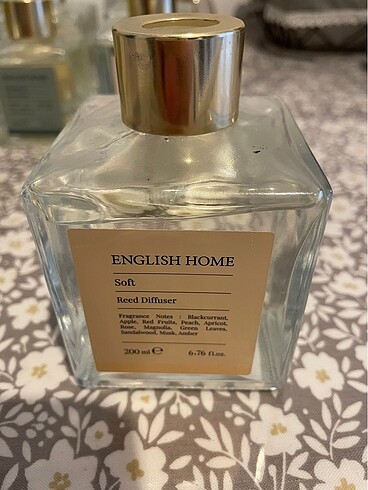 ENGLISH HOME
Soft
Reed Diffuser
Fragrance Notes : Blackcurrant,
Apple, Red Fruits, Peach, Apricot,
Rose, Magnolia, Green Leaves,
Sandalwood, Musk, Amber
200 ml ℮ 6.76 fl.oz.